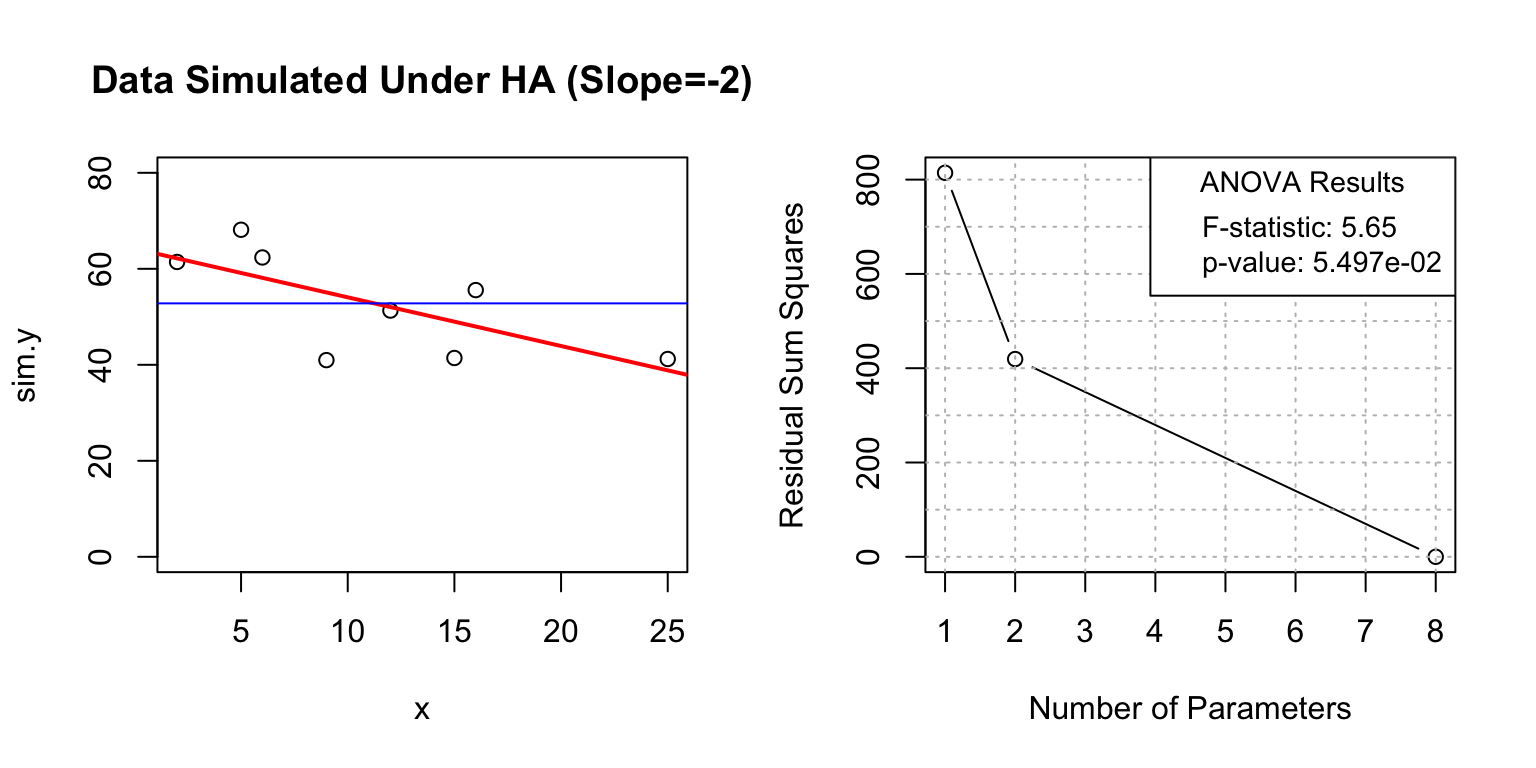 Data Simulated Under HA (Slope=-2)
sim.y
80
60
40
20
0
5 10 15 20 25
x
Residual Sum Squares
800
600
400
200
0
ANOVA Results
F-statistic: 5.65
p-value: 5.497e-02
1 2 3 4 5 6 7 8
Number of Parameters